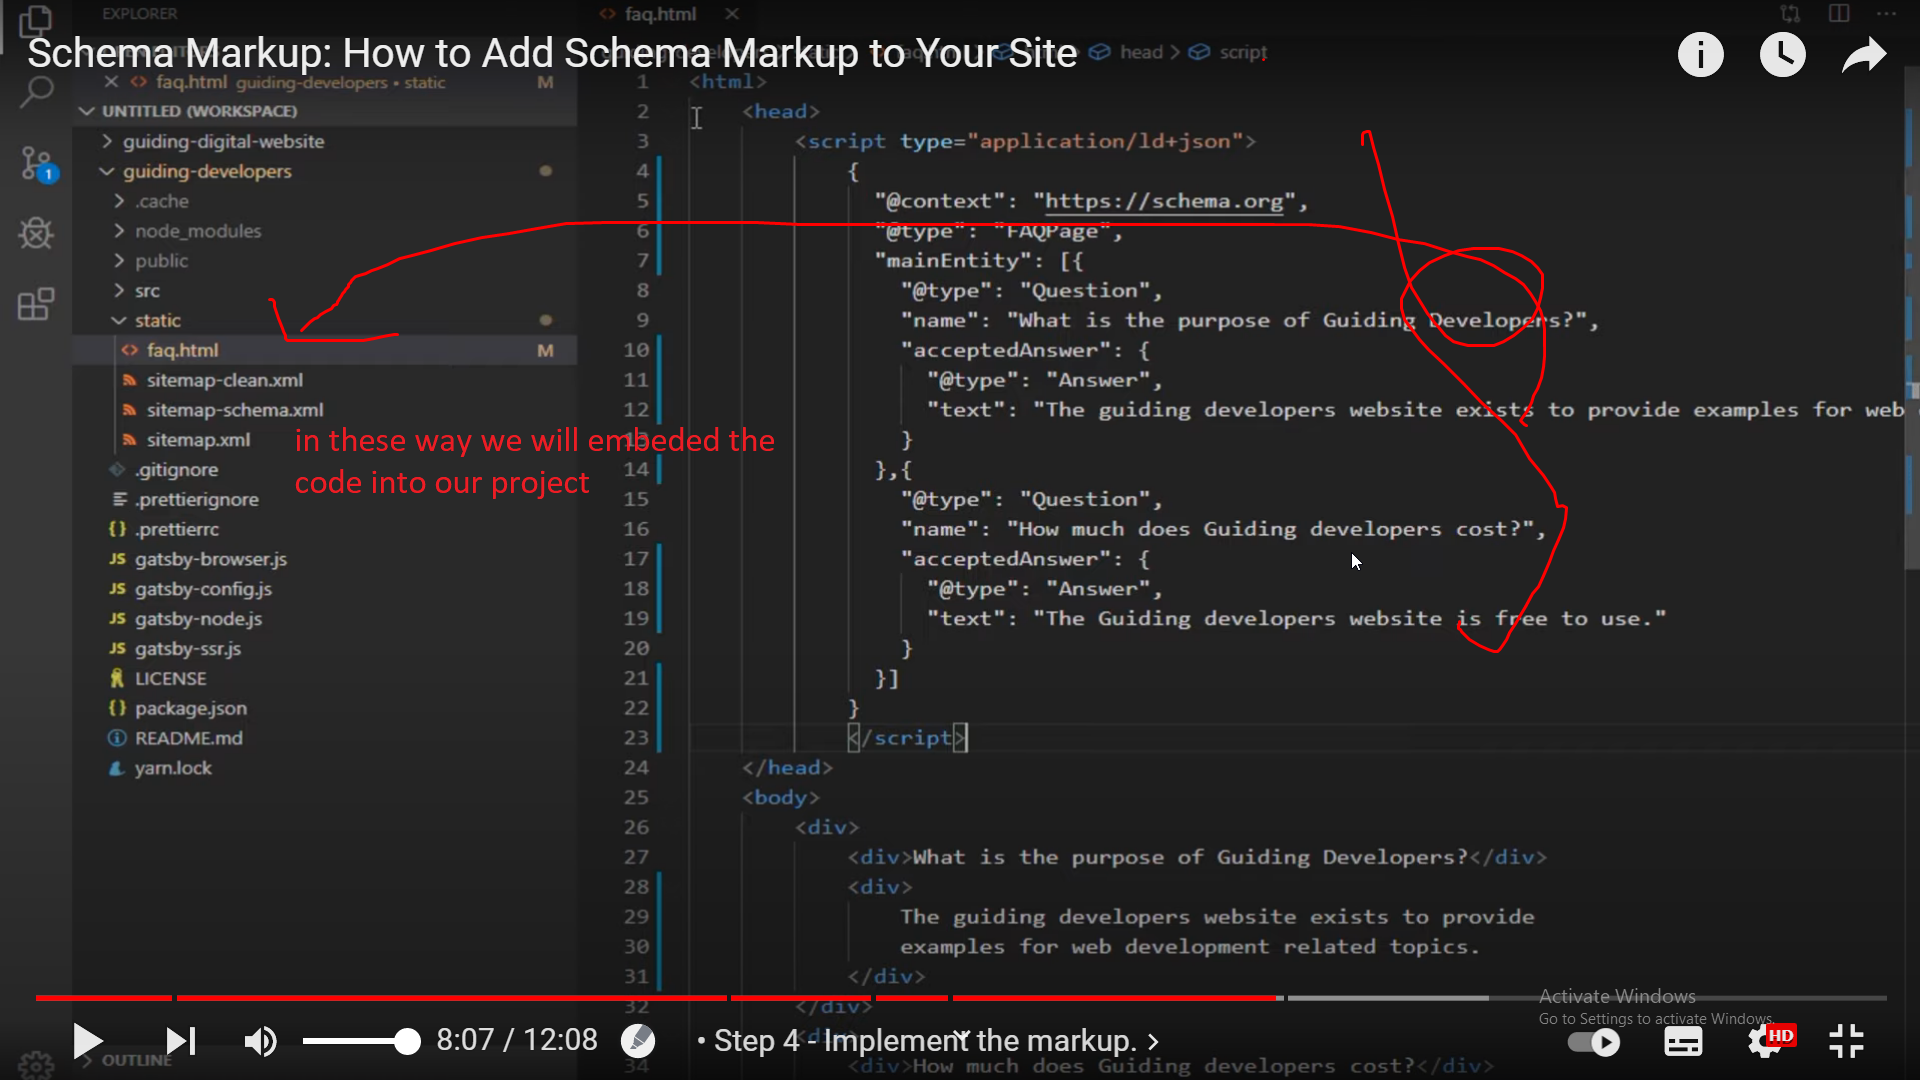 EXPLORER
faq.html
Schema Markup: How to Add Schema Markup to Your Site
head > script
faq.html guiding-developers • static M
UNTITLED (WORKSPACE)
guiding-digital-website
guiding-developers
.cache
node_modules
public
src
static
faq.html M
sitemap-clean.xml
sitemap-schema.xml
sitemap.xml
.gitignore
.prettierignore
.prettierrc
gatsby-browser.js
gatsby-config.js
gatsby-node.js
gatsby-ssr.js
LICENSE
package.json
README.md
yarn.lock
OUTLINE
1
in these way we will embeded the
code into our project
1 <html>
2 <head>
3 <script type="application/ld+json">
4 {
5 "@context": "https://schema.org",
6 "@type": "FAQPage",
7 "mainEntity": [{
8 "@type": "Question",
9 "name": "What is the purpose of Guiding Developers?",
10 "acceptedAnswer": {
11 "@type": "Answer",
12 "text": "The guiding developers website exists to provide examples for web
13 }
14 },{
15 "@type": "Question",
16 "name": "How much does Guiding developers cost?",
17 "acceptedAnswer": {
18 "@type": "Answer",
19 "text": "The Guiding developers website is free to use."
20 }
21 }]
22 }
23 </script>
24 </head>
25 <body>
26 <div>
27 <div>What is the purpose of Guiding Developers?</div>
28 <div>
29 The guiding developers website exists to provide
30 examples for web development related topics.
31 </div>
32 </div>
<div>
34 <div>How much does Guiding developers cost?</div>
Activate Windows
Go to Settings to activate Windows.
8:07 / 12:08
• Step 4 - Implement the markup. >
HD